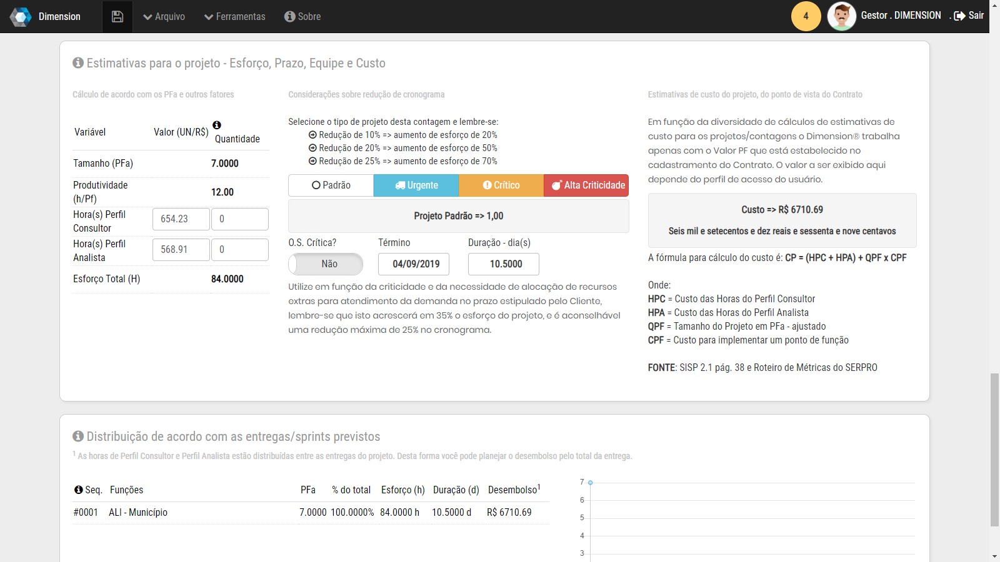 Dimension
Arquivo
Ferramentas
Sobre
4
Gestor . DIMENSION
. Sair
Estimativas para o projeto - Esforço, Prazo, Equipe e Custo
Cálculo de acordo com os PFa e outros fatores
Variável Valor (UN/R$) Quantidade
Tamanho (PFa) 7.0000
Produtividade (h/Pf) 12.00
Hora(s) Perfil Consultor 654.23 0
Hora(s) Perfil Analista 568.91 0
Esforço Total (H) 84.0000
Considerações sobre redução de cronograma
Selecione o tipo de projeto desta contagem e lembre-se:
Redução de 10% => aumento de esforço de 20%
Redução de 20% => aumento de esforço de 50%
Redução de 25% => aumento de esforço de 70%
Padrão Urgente Crítico Alta Criticidade
Projeto Padrão => 1,00
O.S. Crítica? Término Duração - dia(s)
Não 04/09/2019 10.5000
Utilize em função da criticidade e da necessidade de alocação de recursos
extras para atendimento da demanda no prazo estipulado pelo Cliente,
lembre-se que isto acrescerá em 35% o esforço do projeto, e é aconselhável
uma redução máxima de 25% no cronograma.
Estimativas de custo do projeto, do ponto de vista do Contrato
Em função da diversidade de cálculos de estimativas de
custo para os projetos/contagens o Dimension® trabalha
apenas com o Valor PF que está estabelecido no
cadastramento do Contrato. O valor a ser exibido aqui
depende do perfil de acesso do usuário.
Custo => R$ 6710.69
Seis mil e setecentos e dez reais e sessenta e nove centavos
A fórmula para cálculo do custo é: CP = (HPC + HPA) + QPF x CPF
Onde:
HPC = Custo das Horas do Perfil Consultor
HPA = Custo das Horas do Perfil Analista
QPF = Tamanho do Projeto em PFa - ajustado
CPF = Custo para implementar um ponto de função
FONTE: SISP 2.1 pág. 38 e Roteiro de Métricas do SERPRO
Distribuição de acordo com as entregas/sprints previstos
1 As horas de Perfil Consultor e Perfil Analista estão distribuídas entre as entregas do projeto. Desta forma você pode planejar o desembolso pelo total da entrega.
Seq. Funções PFa % do total Esforço (h) Duração (d) Desembolso1
#0001 ALI - Município 7.0000 100.0000% 84.0000 h 10.5000 d R$ 6710.69
7
6
5
4
3